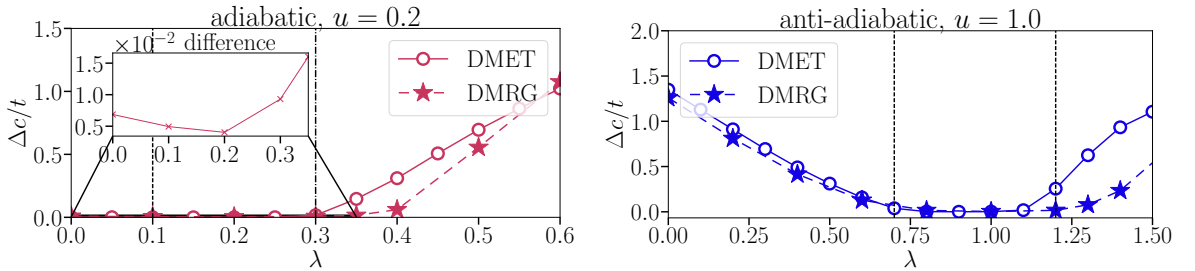 adiabatic, u = 0.2
Δc/t
1.5
1.0
0.5
0.0
×10⁻² difference
1.5
1.0
0.5
0.0 0.1 0.2 0.3
DMET
DMRG
0.0 0.1 0.2 0.3 0.4 0.5 0.6
λ
anti-adiabatic, u = 1.0
Δc/t
2.0
1.5
1.0
0.5
0.0
DMET
DMRG
0.00 0.25 0.50 0.75 1.00 1.25 1.50
λ